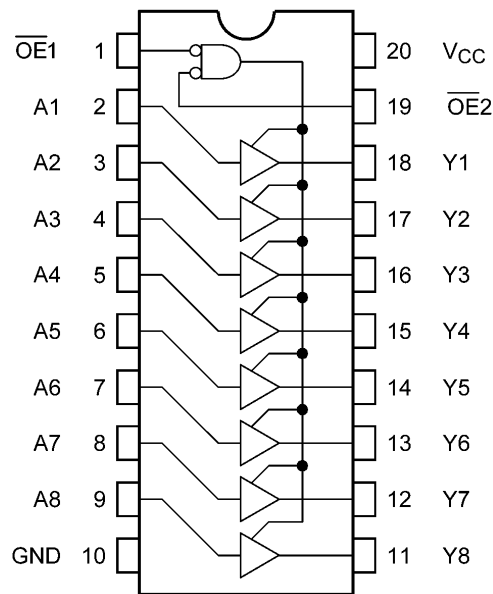 O̅E̅1 1 20 VCC
A1 2 19 O̅E̅2
A2 3 18 Y1
A3 4 17 Y2
A4 5 16 Y3
A5 6 15 Y4
A6 7 14 Y5
A7 8 13 Y6
A8 9 12 Y7
GND 10 11 Y8